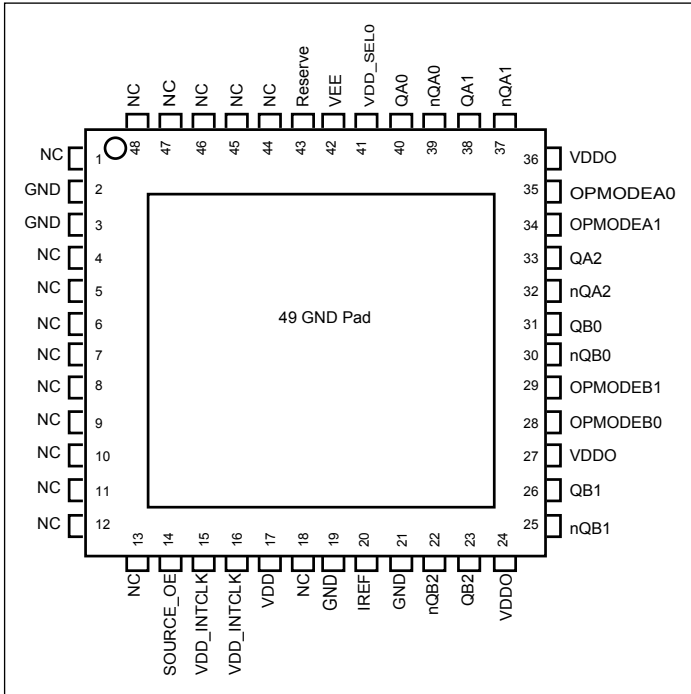 NC
NC
NC
NC
NC
Reserve
VEE
VDD_SEL0
QA0
nQA0
QA1
nQA1
48
47
46
45
44
43
42
41
40
39
38
37
NC 1
GND 2
GND 3
NC 4
NC 5
NC 6
NC 7
NC 8
NC 9
NC 10
NC 11
NC 12
49 GND Pad
36 VDDO
35 OPMODEA0
34 OPMODEA1
33 QA2
32 nQA2
31 QB0
30 nQB0
29 OPMODEB1
28 OPMODEB0
27 VDDO
26 QB1
25 nQB1
13
14
15
16
17
18
19
20
21
22
23
24
NC
SOURCE_OE
VDD_INTCLK
VDD_INTCLK
VDD
NC
GND
IREF
GND
nQB2
QB2
VDDO